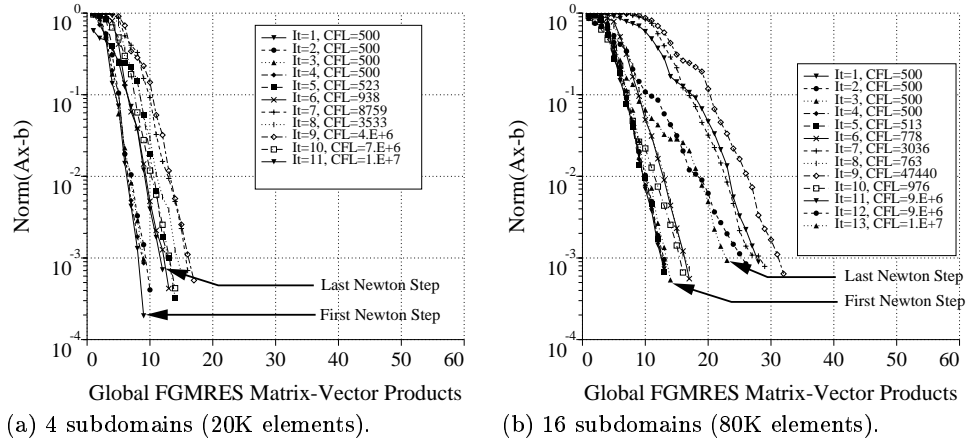 10^0
10^-1
10^-2
10^-3
10^-4
Norm(Ax-b)
It=1, CFL=500
It=2, CFL=500
It=3, CFL=500
It=4, CFL=500
It=5, CFL=523
It=6, CFL=938
It=7, CFL=8759
It=8, CFL=3533
It=9, CFL=4.E+6
It=10, CFL=7.E+6
It=11, CFL=1.E+7
Last Newton Step
First Newton Step
0 10 20 30 40 50 60
Global FGMRES Matrix-Vector Products
(a) 4 subdomains (20K elements).
10^0
10^-1
10^-2
10^-3
10^-4
Norm(Ax-b)
It=1, CFL=500
It=2, CFL=500
It=3, CFL=500
It=4, CFL=500
It=5, CFL=513
It=6, CFL=778
It=7, CFL=3036
It=8, CFL=763
It=9, CFL=47440
It=10, CFL=976
It=11, CFL=9.E+6
It=12, CFL=9.E+6
It=13, CFL=1.E+7
Last Newton Step
First Newton Step
0 10 20 30 40 50 60
Global FGMRES Matrix-Vector Products
(b) 16 subdomains (80K elements).